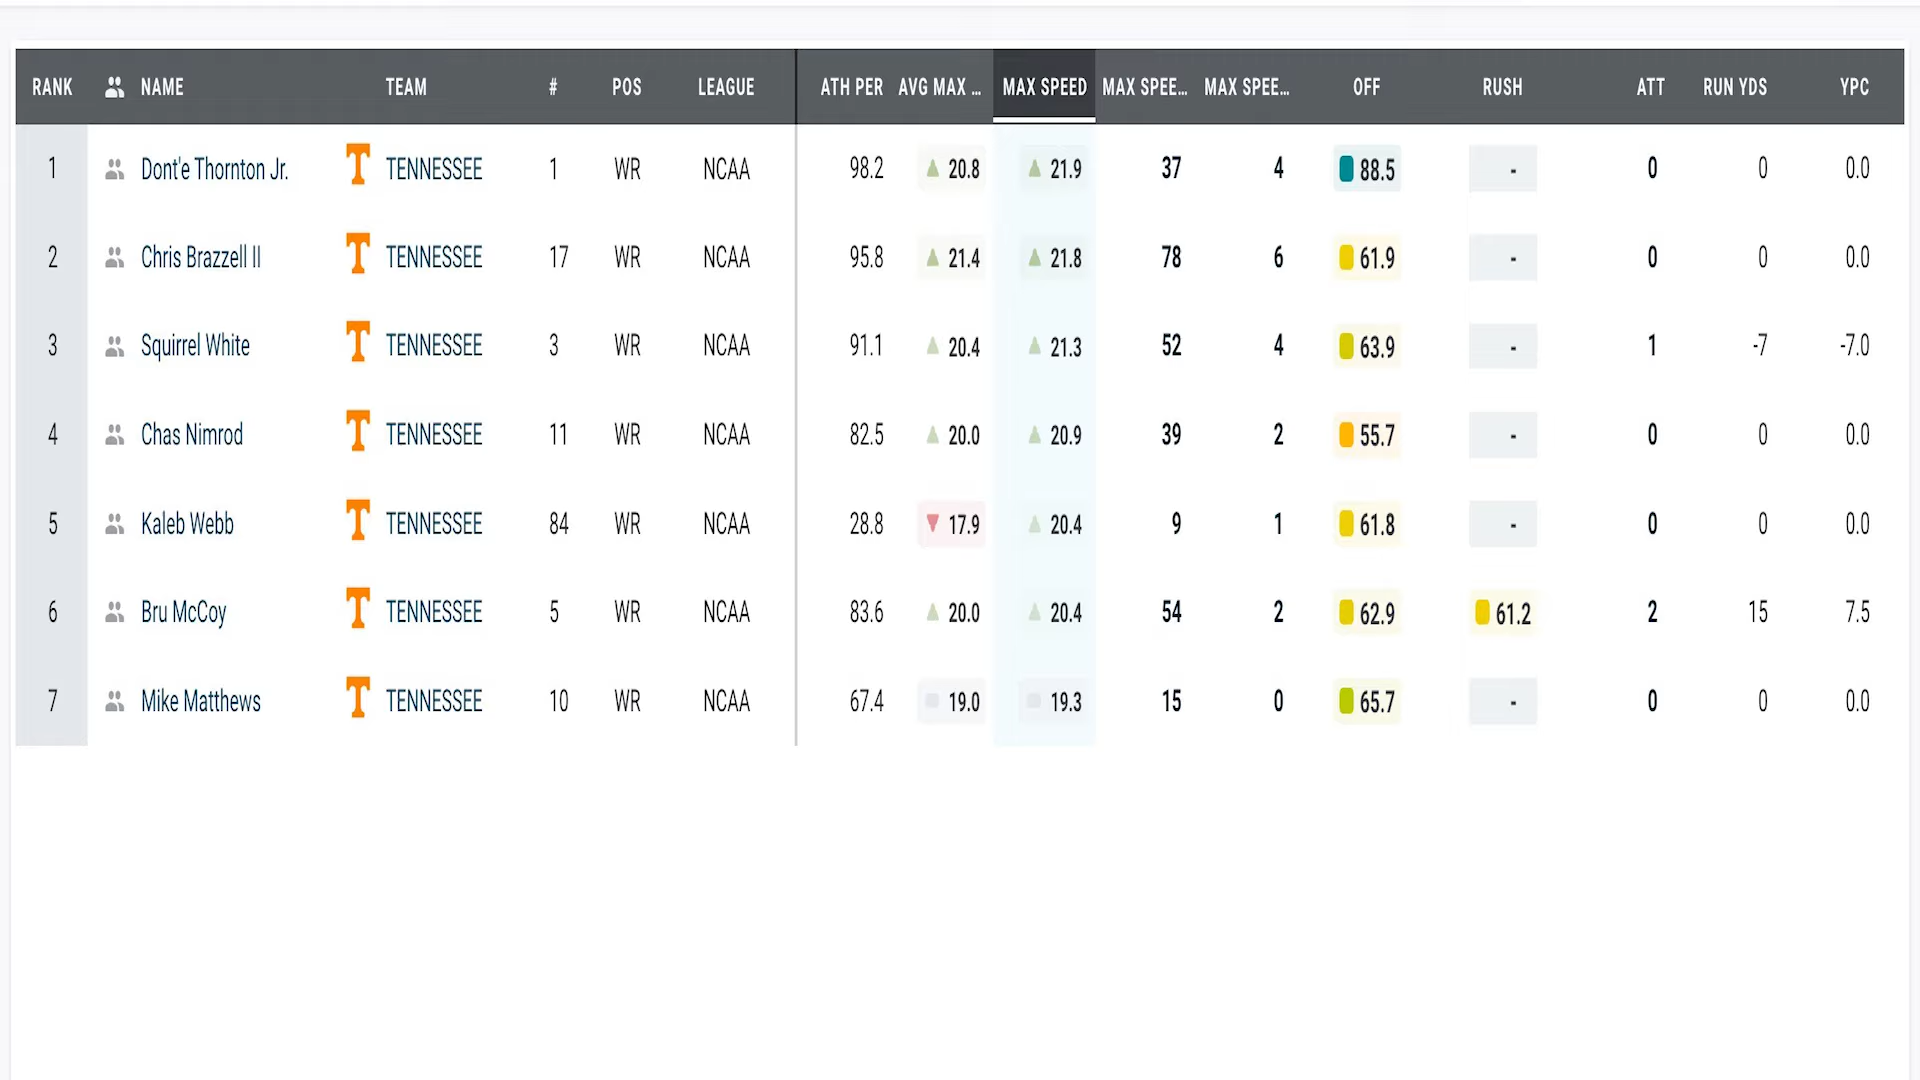 RANK NAME TEAM # POS LEAGUE ATH PER AVG MAX ... MAX SPEED MAX SPEE... MAX SPEE... OFF RUSH ATT RUN YDS YPC
1 Dont'e Thornton Jr. T TENNESSEE 1 WR NCAA 98.2 20.8 21.9 37 4 88.5 - 0 0 0.0
2 Chris Brazzell II T TENNESSEE 17 WR NCAA 95.8 21.4 21.8 78 6 61.9 - 0 0 0.0
3 Squirrel White T TENNESSEE 3 WR NCAA 91.1 20.4 21.3 52 4 63.9 - 1 -7 -7.0
4 Chas Nimrod T TENNESSEE 11 WR NCAA 82.5 20.0 20.9 39 2 55.7 - 0 0 0.0
5 Kaleb Webb T TENNESSEE 84 WR NCAA 28.8 17.9 20.4 9 1 61.8 - 0 0 0.0
6 Bru McCoy T TENNESSEE 5 WR NCAA 83.6 20.0 20.4 54 2 62.9 61.2 2 15 7.5
7 Mike Matthews T TENNESSEE 10 WR NCAA 67.4 19.0 19.3 15 0 65.7 - 0 0 0.0